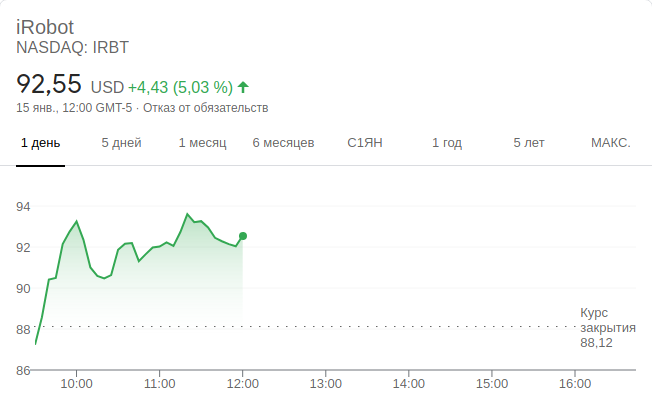 iRobot
NASDAQ: IRBT
92,55 USD +4,43 (5,03 %)
15 янв., 12:00 GMT-5 · Отказ от обязательств
1 день 5 дней 1 месяц 6 месяцев С1ЯН 1 год 5 лет МАКС.
94
92
90
88
Курс
закрытия
88,12
86
10:00 11:00 12:00 13:00 14:00 15:00 16:00